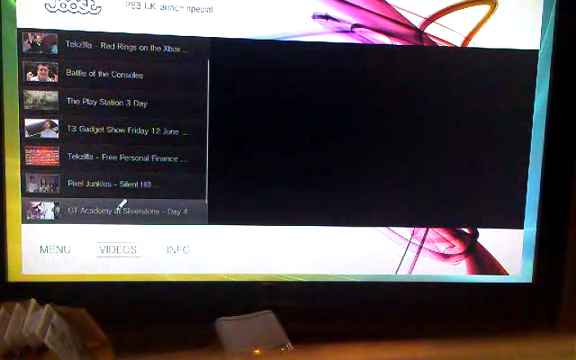 Joost
PS3 UK launch special
Tekzilla - Red Rings on the Xbox ...
Battle of the Consoles
The Play Station 3 Day
T3 Gadget Show Friday 12 June ...
Tekzilla - Free Personal Finance ...
Pixel Junkies - Silent Hill ...
GT Academy at Silverstone - Day 4
MENU VIDEOS INFO